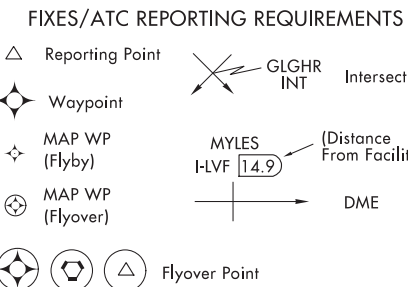 FIXES/ATC REPORTING REQUIREMENTS
Reporting Point
Waypoint
MAP WP
(Flyby)
MAP WP
(Flyover)
Flyover Point
GLGHR
INT
Intersect
MYLES
I-LVF 14.9
(Distance
From Facilit
DME